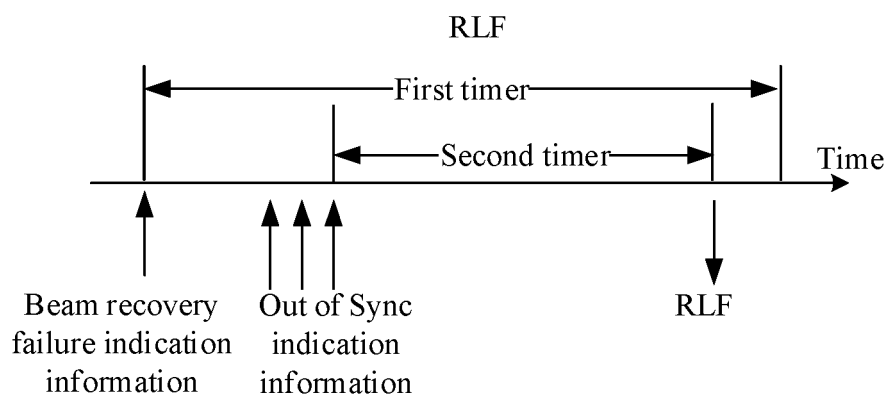 RLF
First timer
Second timer
Time
Beam recovery
failure indication
information
Out of Sync
indication
information
RLF